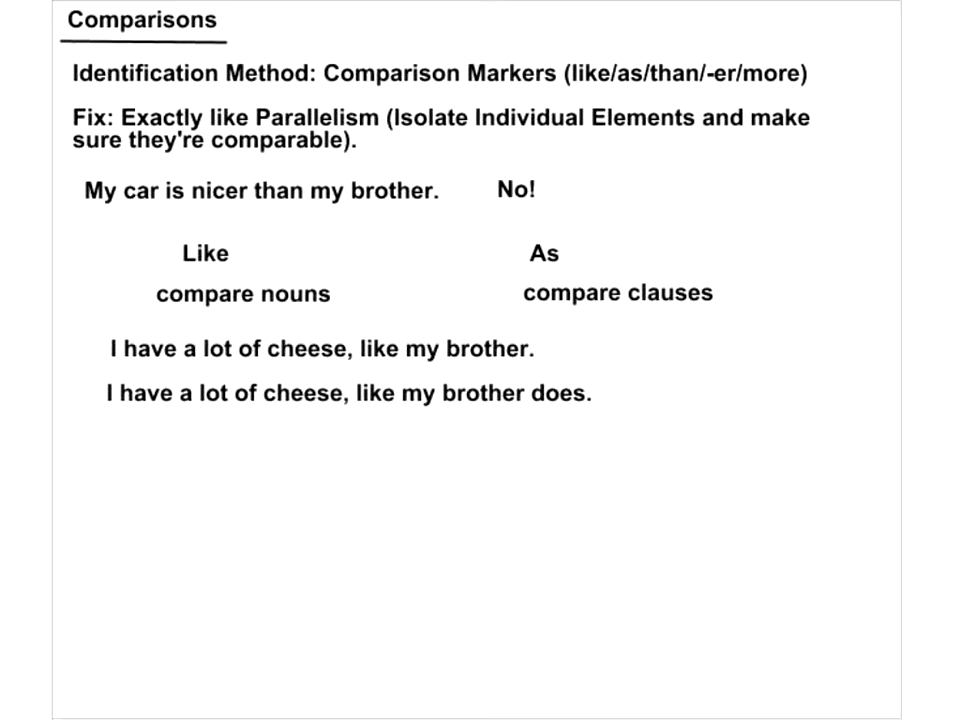 Comparisons
Identification Method: Comparison Markers (like/as/than/-er/more)
Fix: Exactly like Parallelism (Isolate Individual Elements and make
sure they're comparable).
My car is nicer than my brother. No!
Like As
compare nouns compare clauses
I have a lot of cheese, like my brother.
I have a lot of cheese, like my brother does.